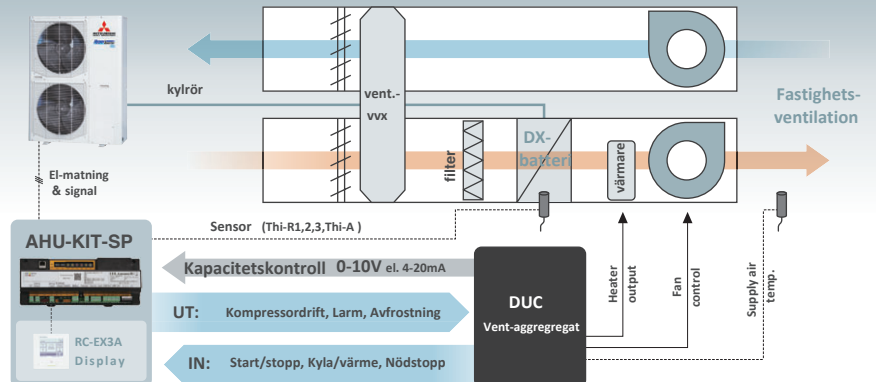 MITSUBISHI
kylrör
vent.-
vvx
Fastighets-
ventilation
filter
DX-
batteri
värmare
El-matning
& signal
Sensor (Thi-R1,2,3,Thi-A )
AHU-KIT-SP
Kapacitetskontroll 0-10V el. 4-20mA
UT: Kompressordrift, Larm, Avfrostning
IN: Start/stopp, Kyla/värme, Nödstopp
RC-EX3A
Display
DUC
Vent-aggregregat
Heater
output
Fan
control
Supply air
temp.